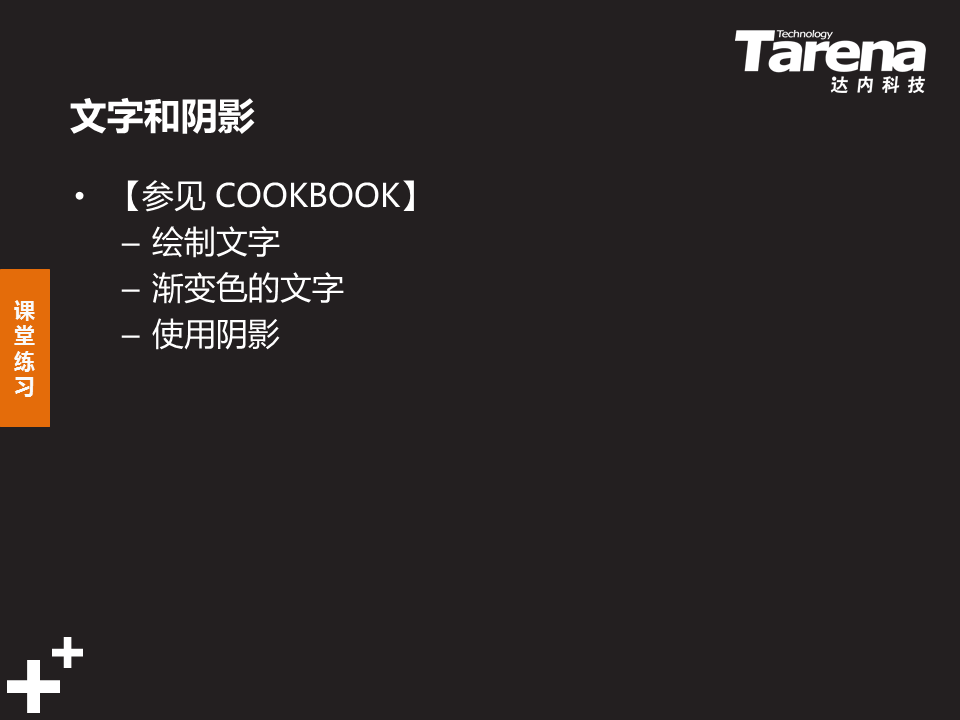 Technology
Tarena
达内科技
文字和阴影
• 【参见 COOKBOOK】
– 绘制文字
– 渐变色的文字
– 使用阴影
课
堂
练
习